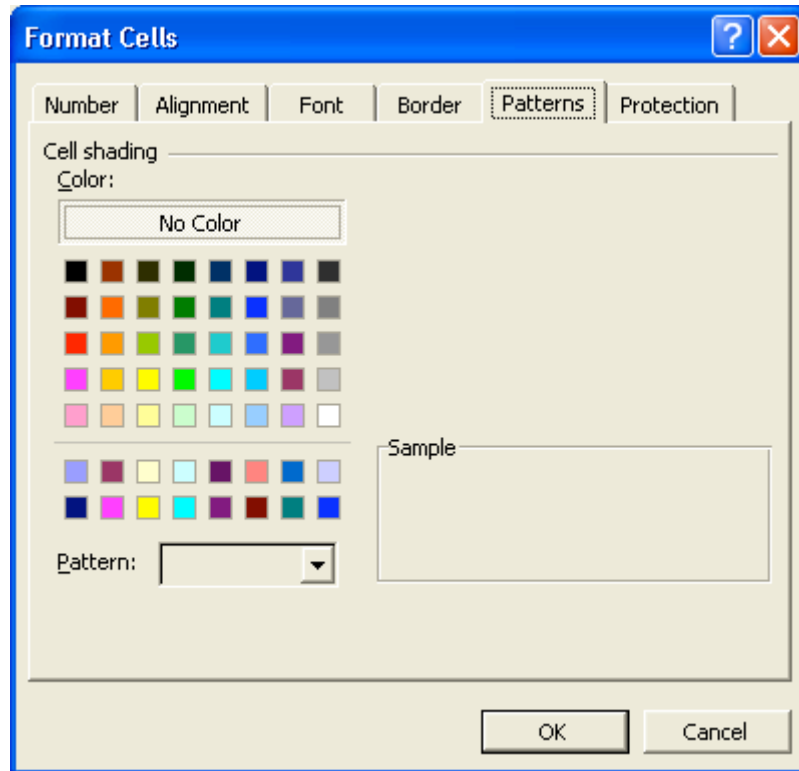 Format Cells
Number Alignment Font Border Patterns Protection
Cell shading
Color:
No Color
Sample
Pattern:
OK Cancel